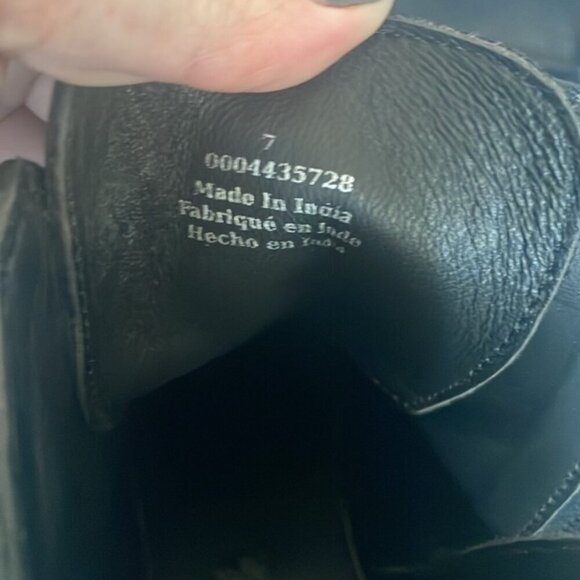 7
0004435728
Made In India
Fabriqué en Inde
Hecho en India